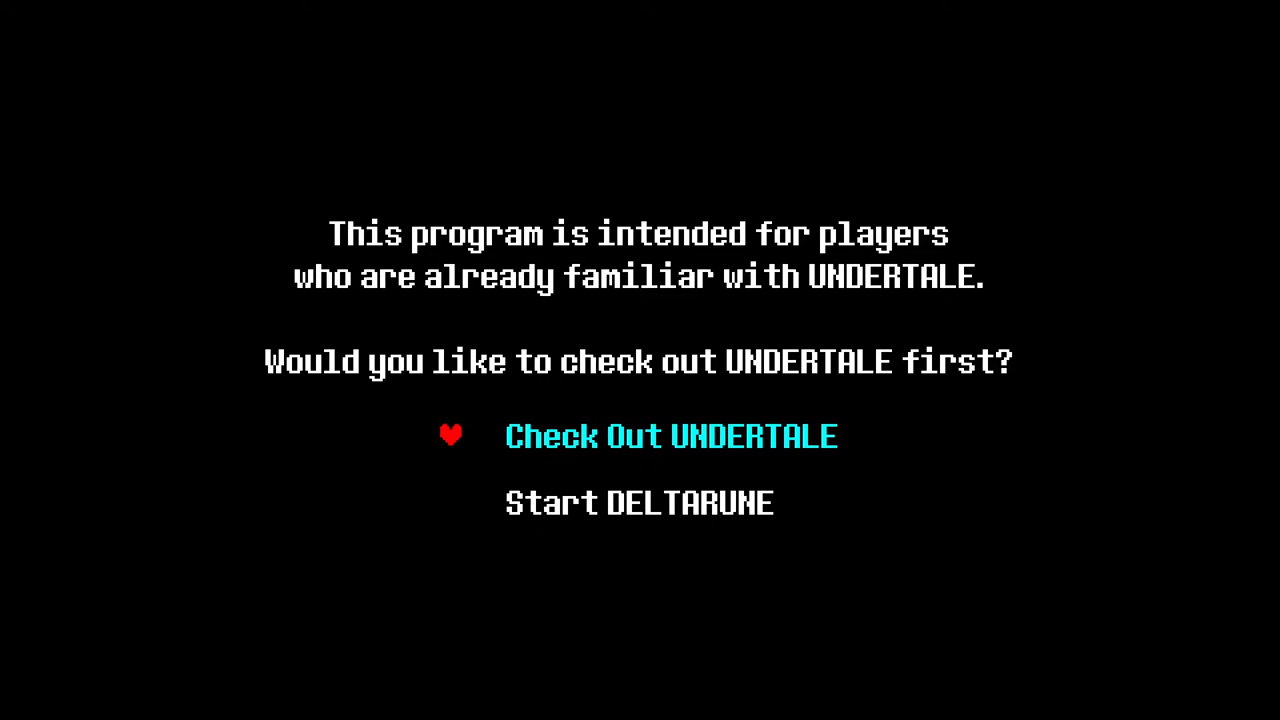 This program is intended for players
who are already familiar with UNDERTALE.
Would you like to check out UNDERTALE first?
Check Out UNDERTALE
Start DELTARUNE